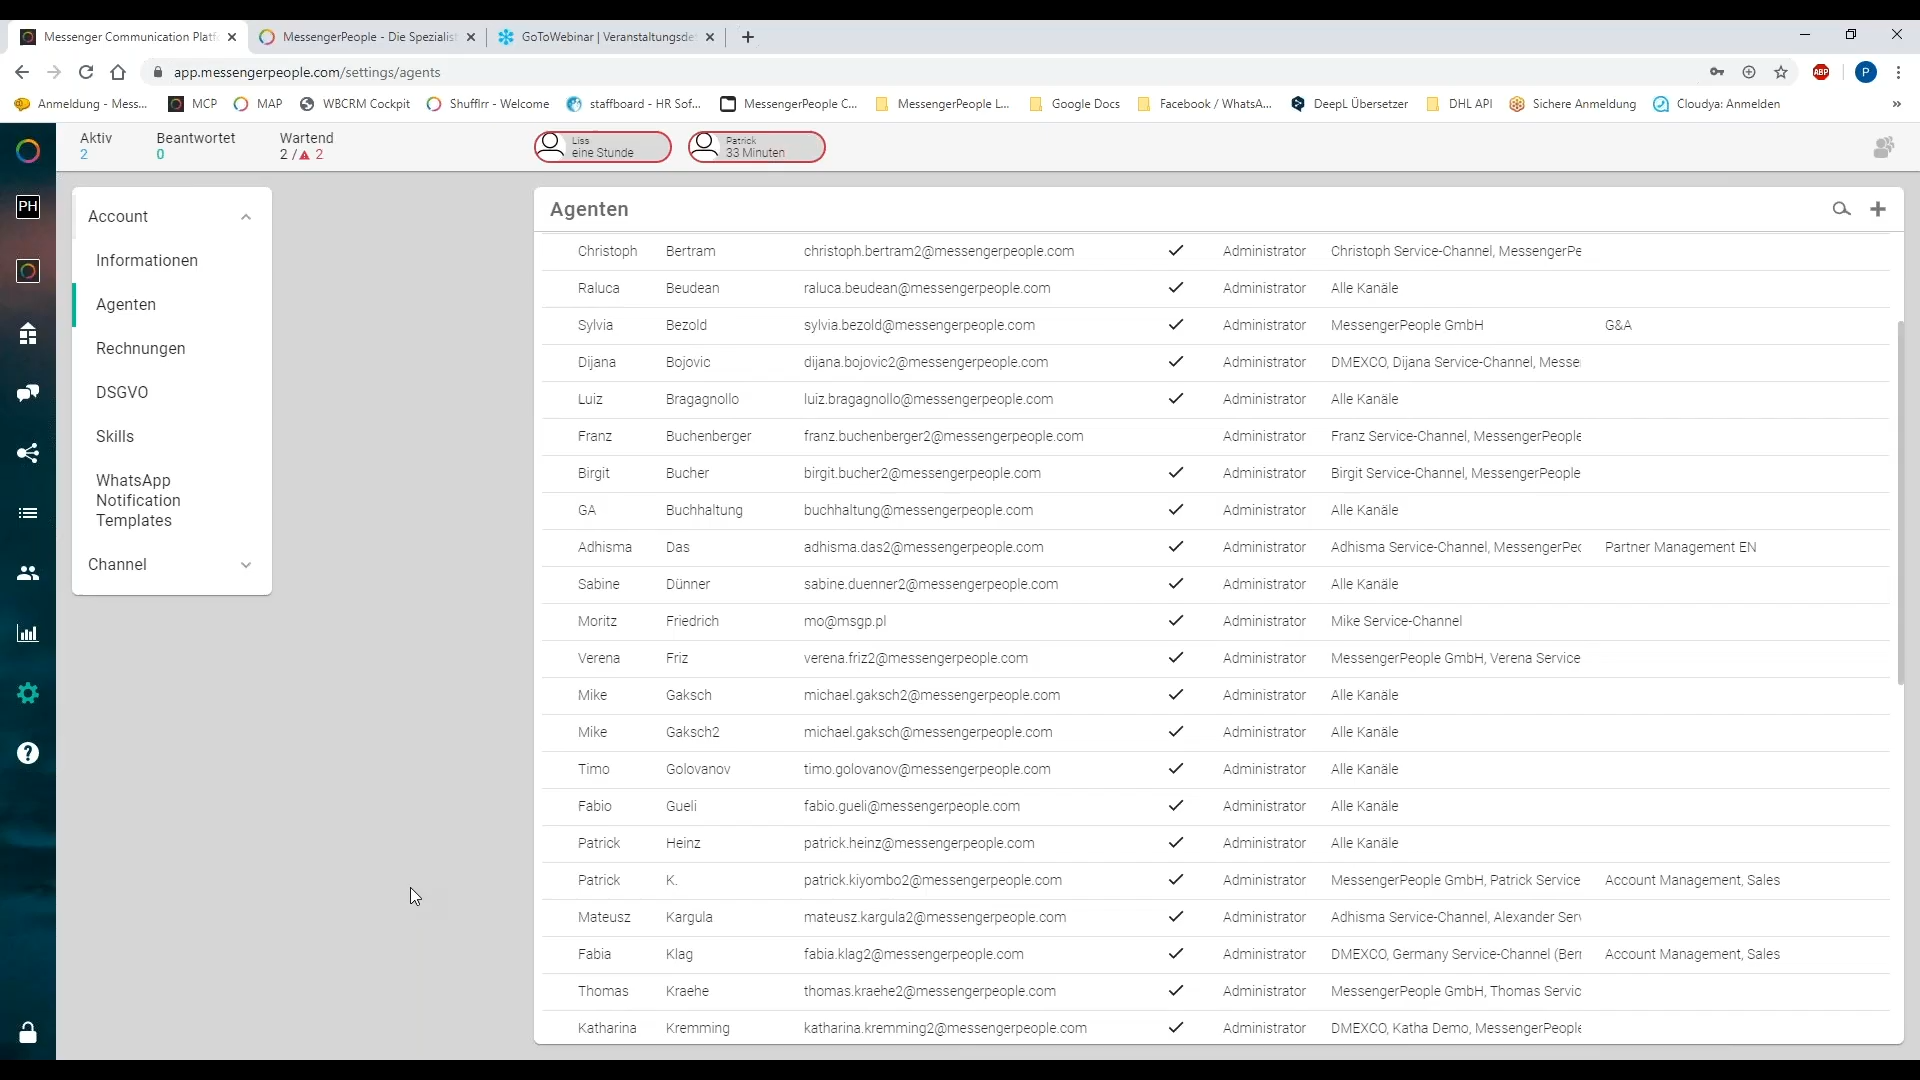 Messenger Communication Platf
MessengerPeople - Die Spezialist
GoToWebinar | Veranstaltungsde
app.messengerpeople.com/settings/agents
ABP
P
Anmeldung - Mess...
MCP
MAP
WBCRM Cockpit
Shufflrr - Welcome
staffboard - HR Sof...
MessengerPeople C...
MessengerPeople L...
Google Docs
Facebook / WhatsA...
DeepL Übersetzer
DHL API
Sichere Anmeldung
Cloudya: Anmelden
Aktiv
2
Beantwortet
0
Wartend
2 / 2
Liss
eine Stunde
Patrick
33 Minuten
PH
Account
Informationen
Agenten
Rechnungen
DSGVO
Skills
WhatsApp
Notification
Templates
Channel
Agenten
Christoph Bertram christoph.bertram2@messengerpeople.com Administrator Christoph Service-Channel, MessengerPe
Raluca Beudean raluca.beudean@messengerpeople.com Administrator Alle Kanäle
Sylvia Bezold sylvia.bezold@messengerpeople.com Administrator MessengerPeople GmbH G&A
Dijana Bojovic dijana.bojovic2@messengerpeople.com Administrator DMEXCO, Dijana Service-Channel, Messe
Luiz Bragagnollo luiz.bragagnollo@messengerpeople.com Administrator Alle Kanäle
Franz Buchenberger franz.buchenberger2@messengerpeople.com Administrator Franz Service-Channel, MessengerPeople
Birgit Bucher birgit.bucher2@messengerpeople.com Administrator Birgit Service-Channel, MessengerPeople
GA Buchhaltung buchhaltung@messengerpeople.com Administrator Alle Kanäle
Adhisma Das adhisma.das2@messengerpeople.com Administrator Adhisma Service-Channel, MessengerPeo Partner Management EN
Sabine Dünner sabine.duenner2@messengerpeople.com Administrator Alle Kanäle
Moritz Friedrich mo@msgp.pl Administrator Mike Service-Channel
Verena Friz verena.friz2@messengerpeople.com Administrator MessengerPeople GmbH, Verena Service
Mike Gaksch michael.gaksch2@messengerpeople.com Administrator Alle Kanäle
Mike Gaksch2 michael.gaksch@messengerpeople.com Administrator Alle Kanäle
Timo Golovanov timo.golovanov@messengerpeople.com Administrator Alle Kanäle
Fabio Gueli fabio.gueli@messengerpeople.com Administrator Alle Kanäle
Patrick Heinz patrick.heinz@messengerpeople.com Administrator Alle Kanäle
Patrick K. patrick.kiyombo2@messengerpeople.com Administrator MessengerPeople GmbH, Patrick Service Account Management, Sales
Mateusz Kargula mateusz.kargula2@messengerpeople.com Administrator Adhisma Service-Channel, Alexander Serv
Fabia Klag fabia.klag2@messengerpeople.com Administrator DMEXCO, Germany Service-Channel (Berl Account Management, Sales
Thomas Kraehe thomas.kraehe2@messengerpeople.com Administrator MessengerPeople GmbH, Thomas Servic
Katharina Kremming katharina.kremming2@messengerpeople.com Administrator DMEXCO, Katha Demo, MessengerPeople